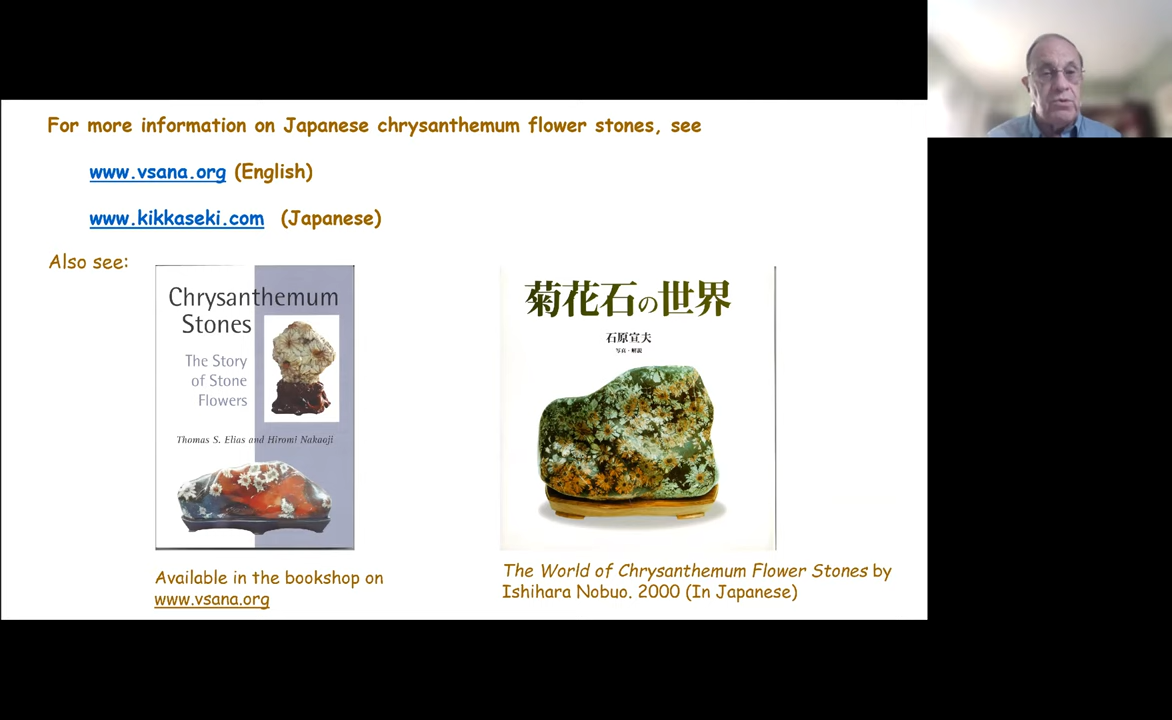 For more information on Japanese chrysanthemum flower stones, see
www.vsana.org (English)
www.kikkaseki.com (Japanese)
Also see:
Chrysanthemum
Stones
The Story
of Stone
Flowers
Thomas S. Elias and Hiromi Nakaoji
Available in the bookshop on
www.vsana.org
菊花石の世界
石原宣夫
写真・解説
The World of Chrysanthemum Flower Stones by
Ishihara Nobuo. 2000 (In Japanese)